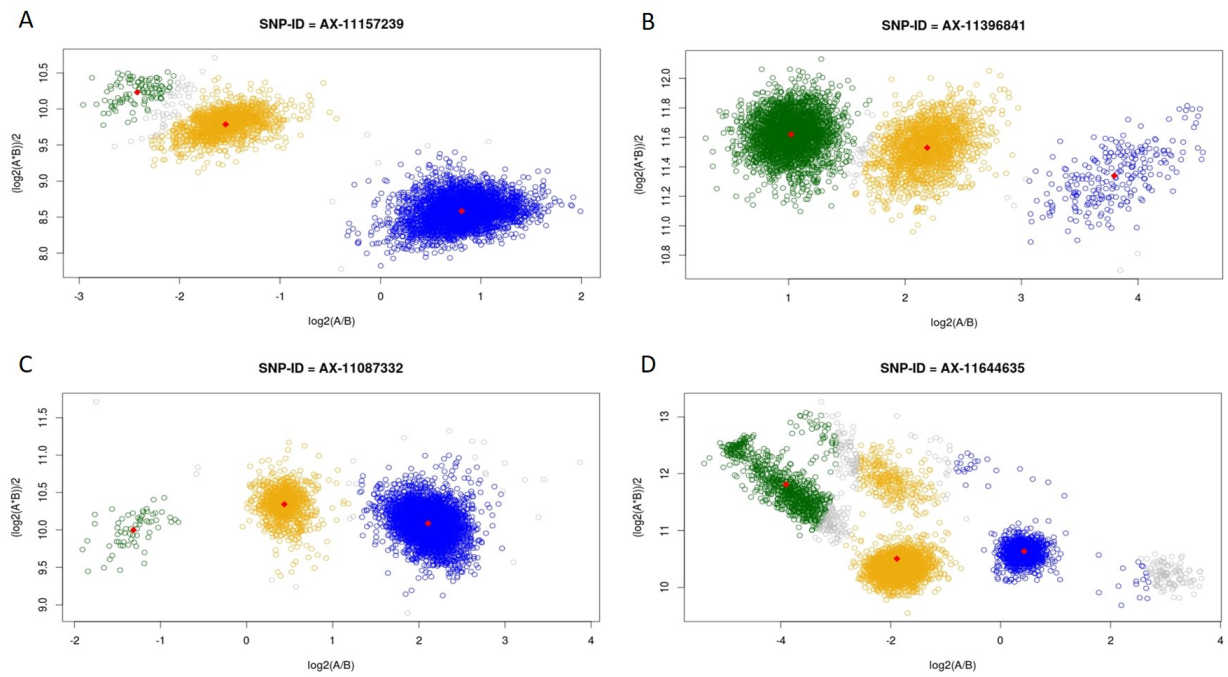 A
SNP-ID = AX-11157239
(log2(A*B))/2
10.5
10.0
9.5
9.0
8.5
8.0
-3 -2 -1 0 1 2
log2(A/B)
B
SNP-ID = AX-11396841
(log2(A*B))/2
12.0
11.8
11.6
11.4
11.2
11.0
10.8
1 2 3 4
log2(A/B)
C
SNP-ID = AX-11087332
(log2(A*B))/2
11.5
11.0
10.5
10.0
9.5
9.0
-2 -1 0 1 2 3 4
log2(A/B)
D
SNP-ID = AX-11644635
(log2(A*B))/2
13
12
11
10
-4 -2 0 2 4
log2(A/B)